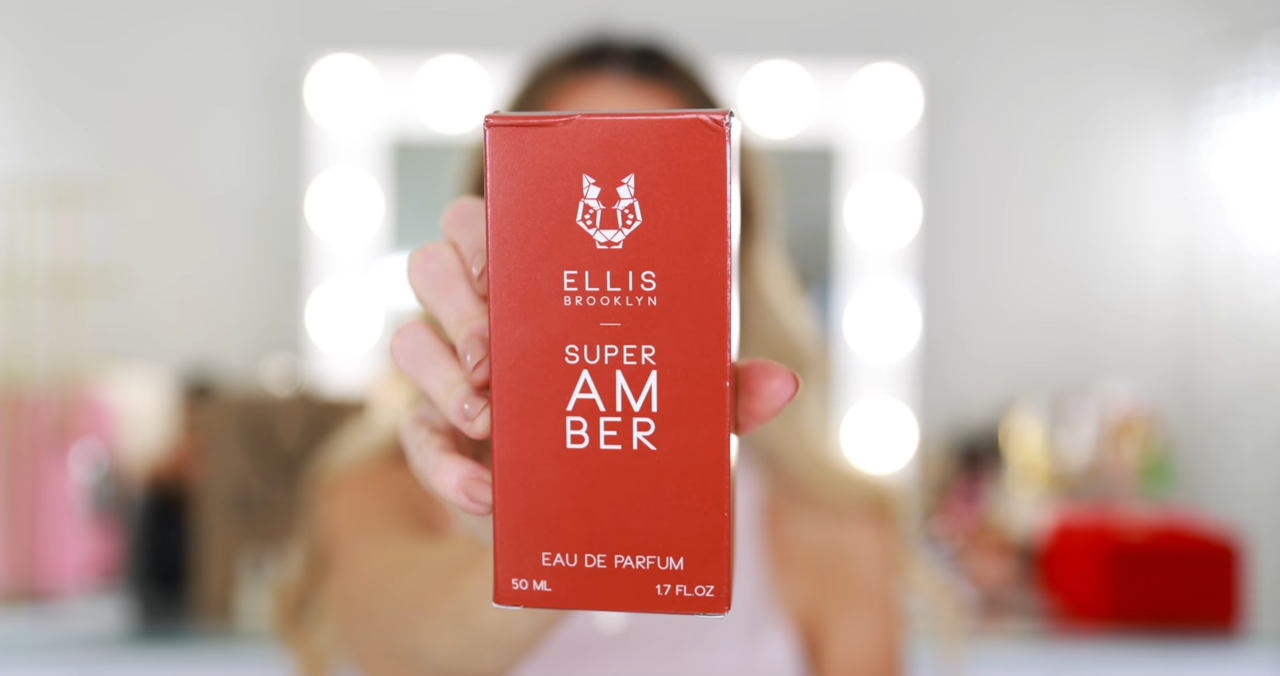 ELLIS
BROOKLYN
SUPER
AM
BER
EAU DE PARFUM
50 ML 1.7 FL.OZ